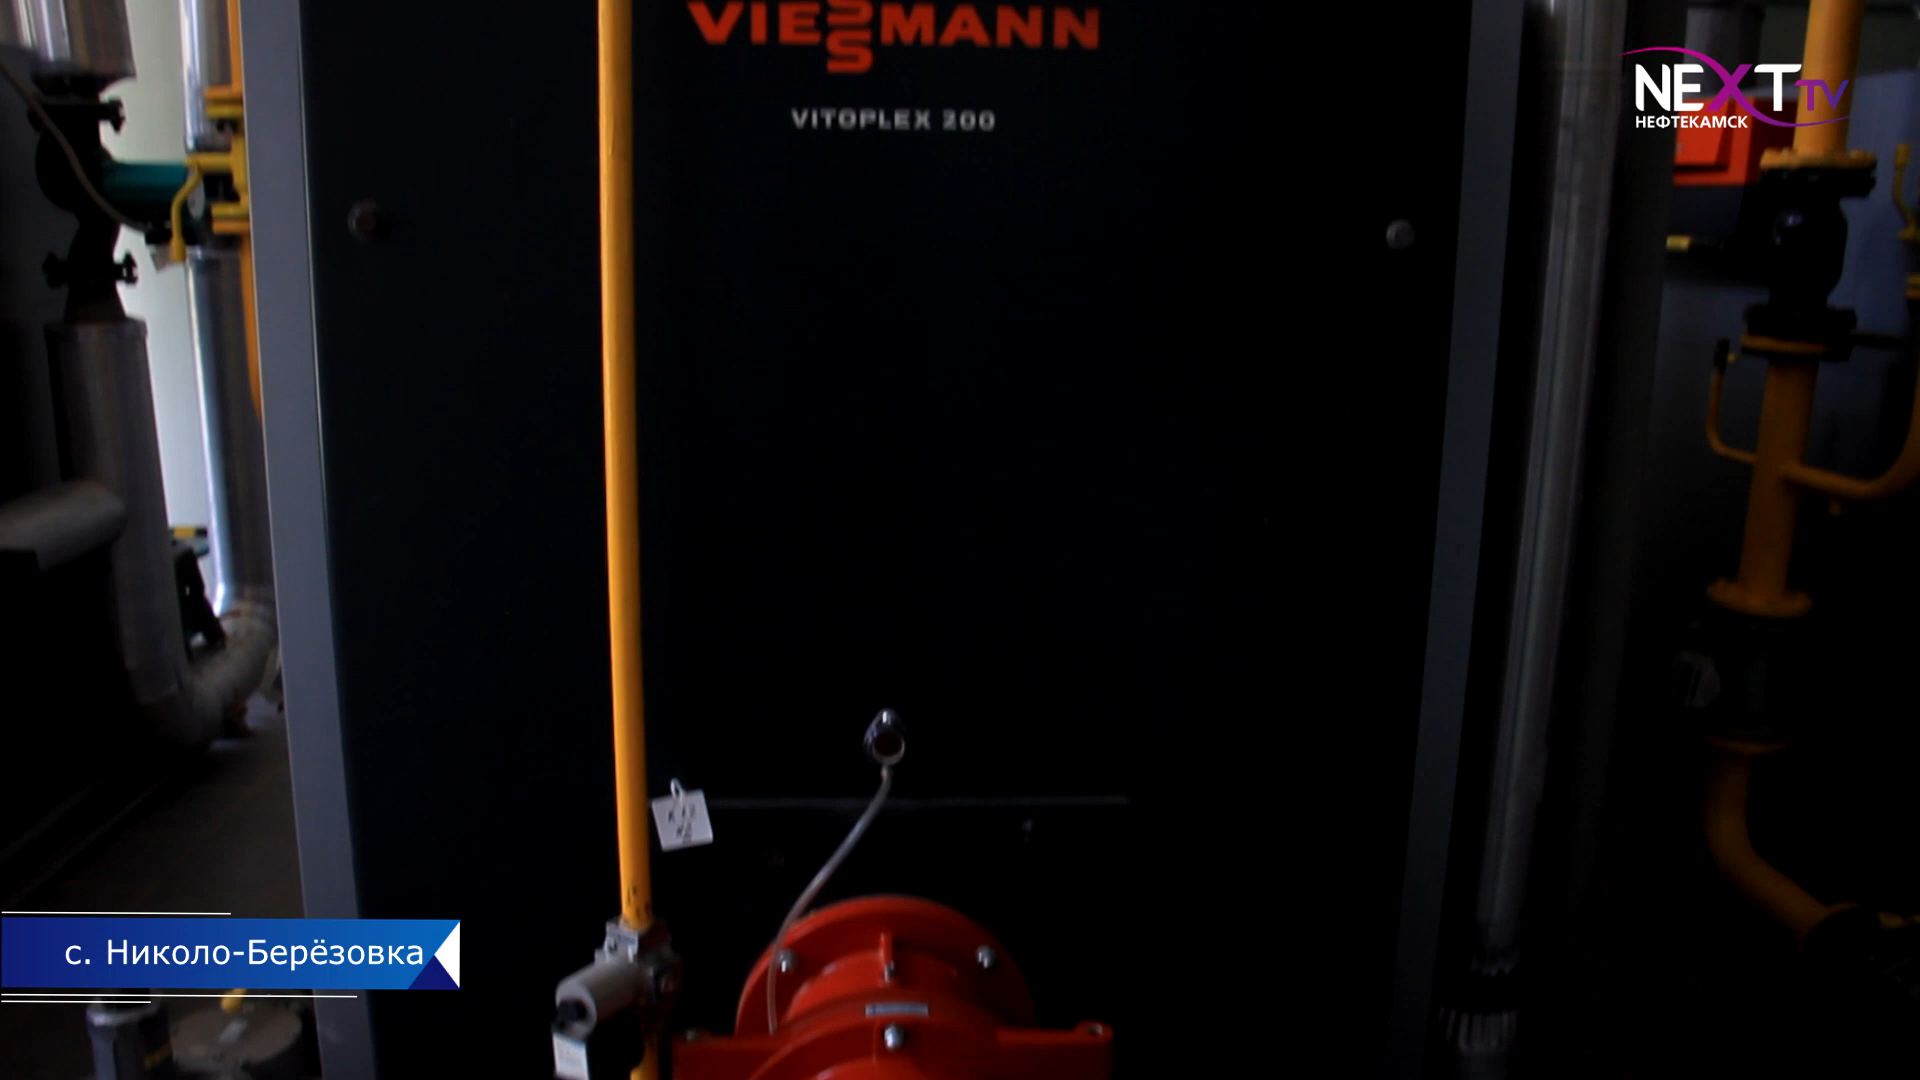 VIESSMANN
VITOPLEX 200
NEXT TV
НЕФТЕКАМСК
с. Николо-Берёзовка